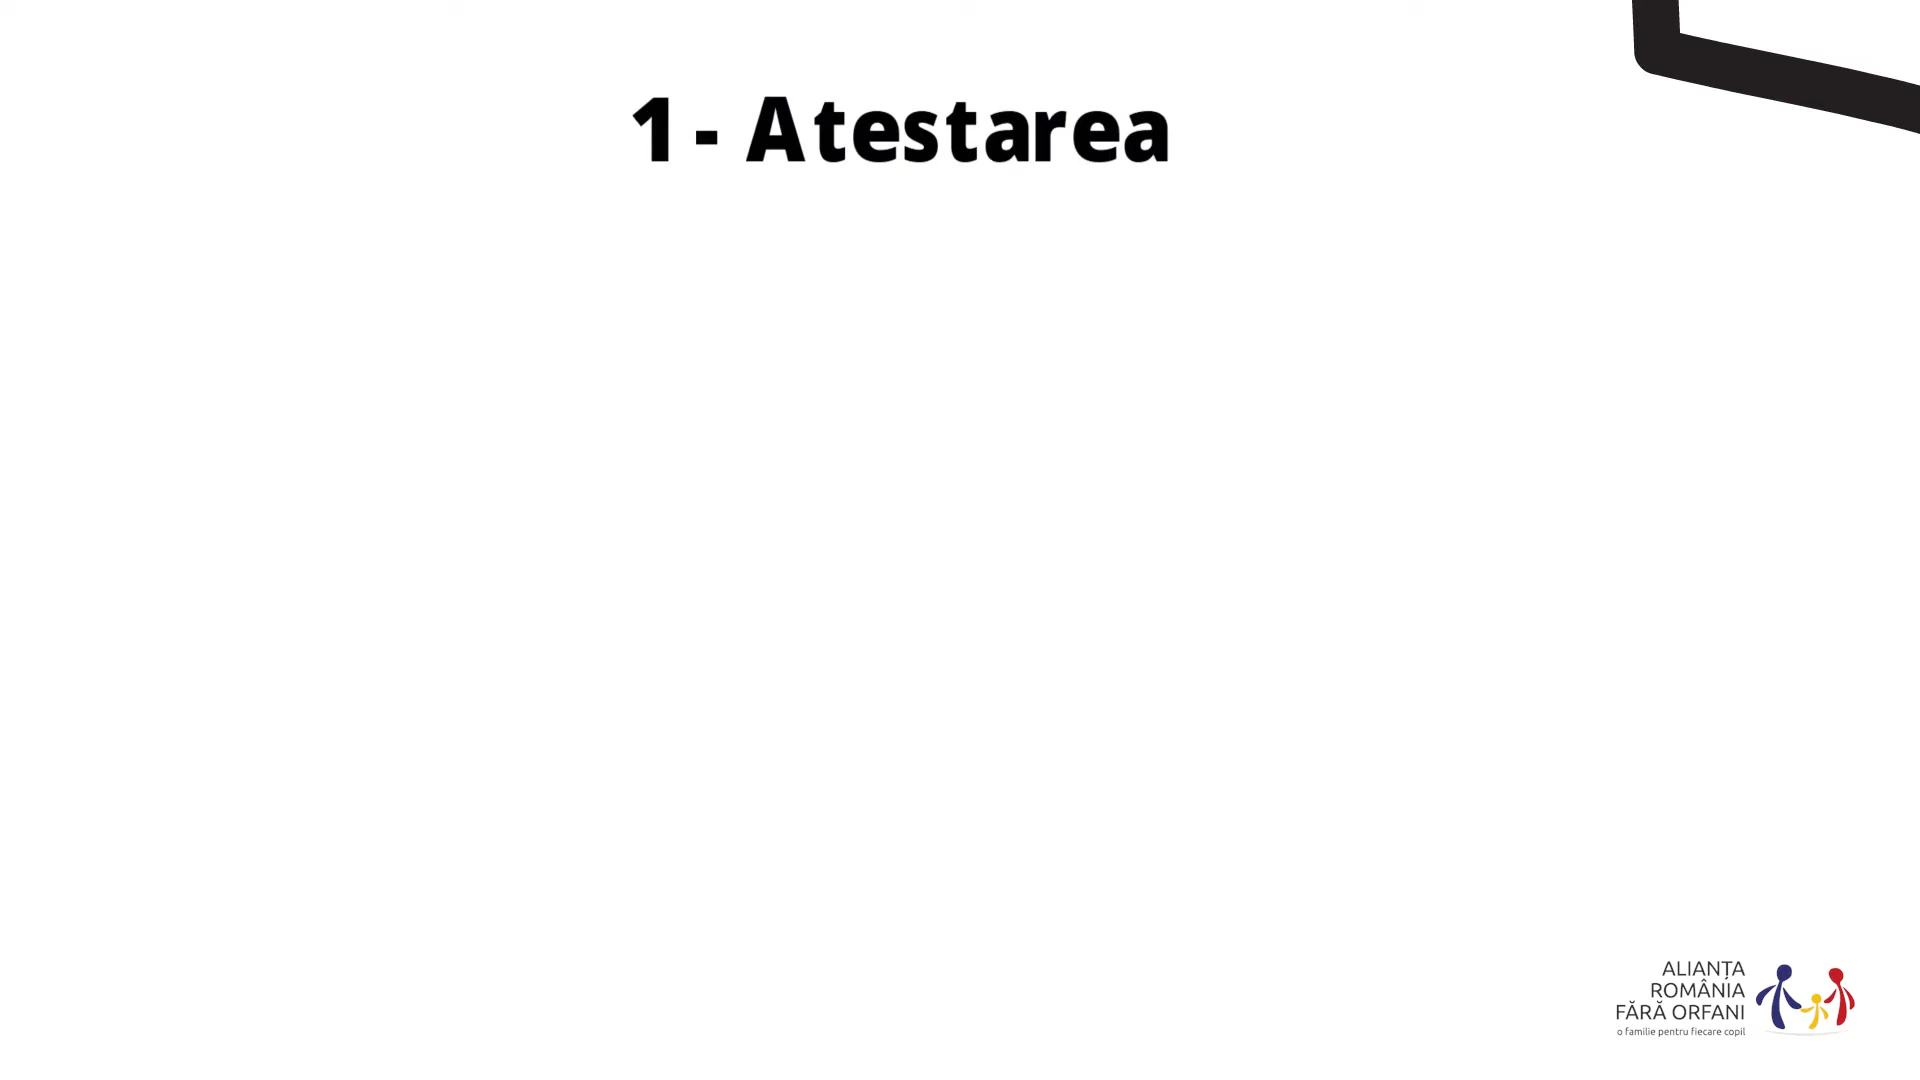 1 - Atestarea
ALIANȚA
ROMÂNIA
FĂRĂ ORFANI
o familie pentru fiecare copil